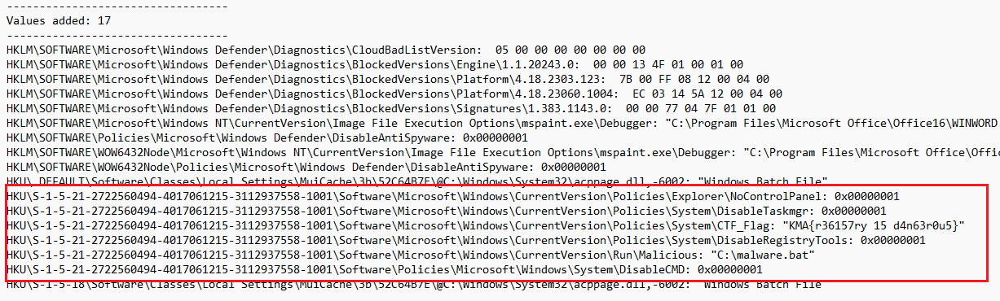 ---------------------------------
Values added: 17
---------------------------------
HKLM\SOFTWARE\Microsoft\Windows Defender\Diagnostics\CloudBadListVersion:  05 00 00 00 00 00 00 00
HKLM\SOFTWARE\Microsoft\Windows Defender\Diagnostics\BlockedVersions\Engine\1.1.20243.0:  00 00 13 4F 01 00 01 00
HKLM\SOFTWARE\Microsoft\Windows Defender\Diagnostics\BlockedVersions\Platform\4.18.2303.123:  7B 00 FF 08 12 00 04 00
HKLM\SOFTWARE\Microsoft\Windows Defender\Diagnostics\BlockedVersions\Platform\4.18.23060.1004:  EC 03 14 5A 12 00 04 00
HKLM\SOFTWARE\Microsoft\Windows Defender\Diagnostics\BlockedVersions\Signatures\1.383.1143.0:  00 00 77 04 7F 01 01 00
HKLM\SOFTWARE\Microsoft\Windows NT\CurrentVersion\Image File Execution Options\mspaint.exe\Debugger: "C:\Program Files\Microsoft Office\Office16\WINWORD.
HKLM\SOFTWARE\Policies\Microsoft\Windows Defender\DisableAntiSpyware: 0x00000001
HKLM\SOFTWARE\WOW6432Node\Microsoft\Windows NT\CurrentVersion\Image File Execution Options\mspaint.exe\Debugger: "C:\Program Files\Microsoft Office\Offic
HKLM\SOFTWARE\WOW6432Node\Policies\Microsoft\Windows Defender\DisableAntiSpyware: 0x00000001
HKU\.DEFAULT\Software\Classes\Local Settings\MuiCache\3b\52C64B7E\@C:\Windows\System32\acppage.dll,-6002: "Windows Batch File"
HKU\S-1-5-21-2722560494-4017061215-3112937558-1001\Software\Microsoft\Windows\CurrentVersion\Policies\Explorer\NoControlPanel: 0x00000001
HKU\S-1-5-21-2722560494-4017061215-3112937558-1001\Software\Microsoft\Windows\CurrentVersion\Policies\System\DisableTaskmgr: 0x00000001
HKU\S-1-5-21-2722560494-4017061215-3112937558-1001\Software\Microsoft\Windows\CurrentVersion\Policies\System\CTF_Flag: "KMA{r36157ry 15 d4n63r0u5}"
HKU\S-1-5-21-2722560494-4017061215-3112937558-1001\Software\Microsoft\Windows\CurrentVersion\Policies\System\DisableRegistryTools: 0x00000001
HKU\S-1-5-21-2722560494-4017061215-3112937558-1001\Software\Microsoft\Windows\CurrentVersion\Run\Malicious: "C:\malware.bat"
HKU\S-1-5-21-2722560494-4017061215-3112937558-1001\Software\Policies\Microsoft\Windows\System\DisableCMD: 0x00000001
HKU\S-1-5-18\Software\Classes\Local Settings\MuiCache\3b\52C64B7E\@C:\Windows\System32\acppage.dll,-6002: "Windows Batch File"